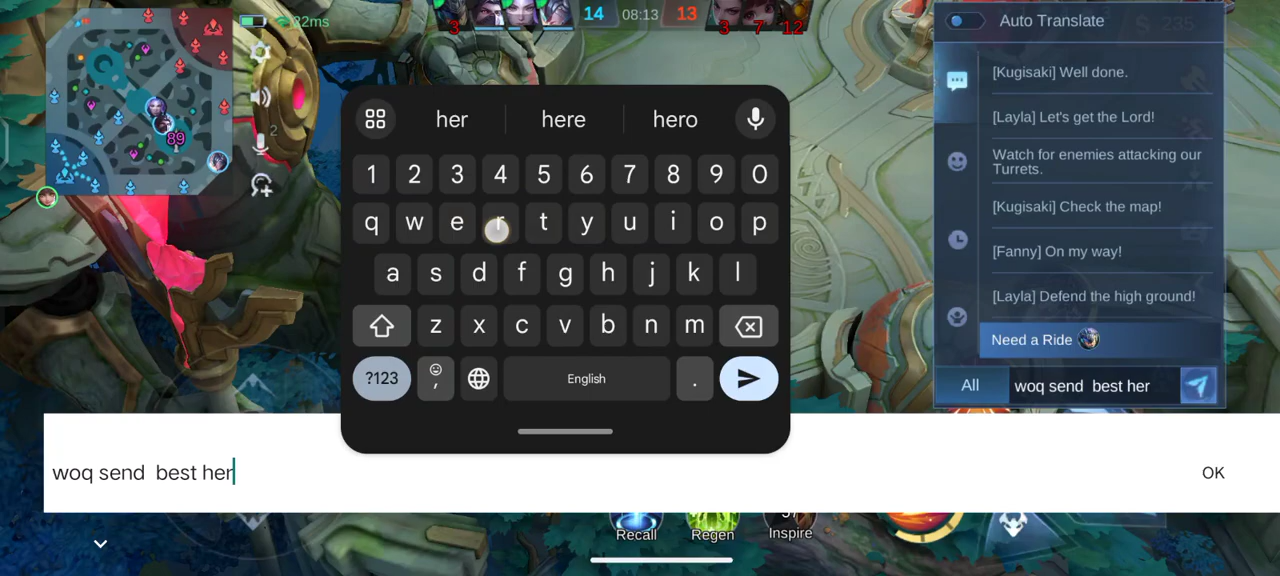 82ms
3
14
08:13
13
3 7 12
2
89
Auto Translate
[Kugisaki] Well done.
[Layla] Let's get the Lord!
Watch for enemies attacking our
Turrets.
[Kugisaki] Check the map!
[Fanny] On my way!
[Layla] Defend the high ground!
Need a Ride
All woq send  best her
her here hero
1 2 3 4 5 6 7 8 9 0
q w e r t y u i o p
a s d f g h j k l
z x c v b n m
?123 , English .
woq send  best her
OK
Recall Regen Inspire